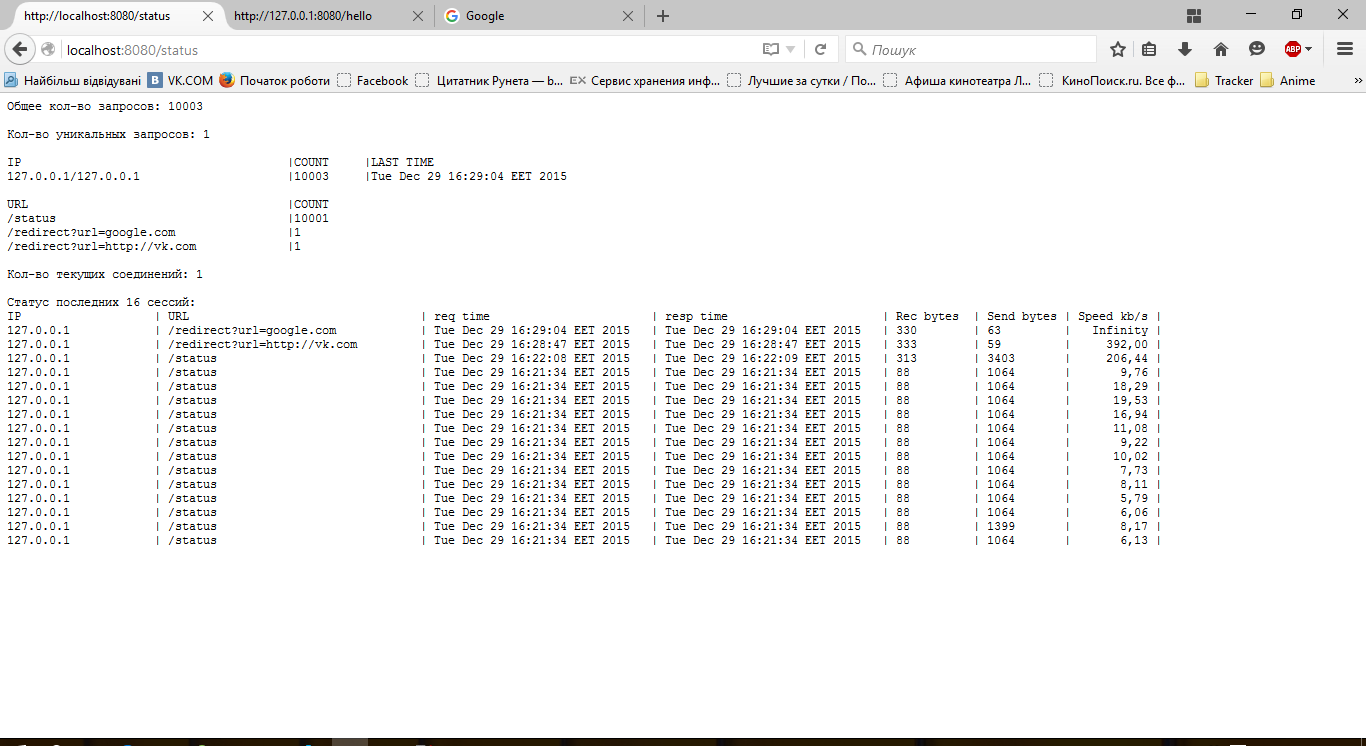 http://localhost:8080/status http://127.0.0.1:8080/hello Google
localhost:8080/status Пошук ABP
Найбільш відвідувані B VK.COM Початок роботи Facebook Цитатник Рунета — b... EX Сервис хранения инф... Лучшие за сутки / По... Афиша кинотеатра Л... КиноПоиск.ru. Все ф... Tracker Anime »
Общее кол-во запросов: 10003
Кол-во уникальных запросов: 1
IP |COUNT |LAST TIME
127.0.0.1/127.0.0.1 |10003 |Tue Dec 29 16:29:04 EET 2015
URL |COUNT
/status |10001
/redirect?url=google.com |1
/redirect?url=http://vk.com |1
Кол-во текущих соединений: 1
Статус последних 16 сессий:
IP | URL | req time | resp time | Rec bytes | Send bytes | Speed kb/s |
127.0.0.1 | /redirect?url=google.com | Tue Dec 29 16:29:04 EET 2015 | Tue Dec 29 16:29:04 EET 2015 | 330 | 63 | Infinity |
127.0.0.1 | /redirect?url=http://vk.com | Tue Dec 29 16:28:47 EET 2015 | Tue Dec 29 16:28:47 EET 2015 | 333 | 59 | 392,00 |
127.0.0.1 | /status | Tue Dec 29 16:22:08 EET 2015 | Tue Dec 29 16:22:09 EET 2015 | 313 | 3403 | 206,44 |
127.0.0.1 | /status | Tue Dec 29 16:21:34 EET 2015 | Tue Dec 29 16:21:34 EET 2015 | 88 | 1064 | 9,76 |
127.0.0.1 | /status | Tue Dec 29 16:21:34 EET 2015 | Tue Dec 29 16:21:34 EET 2015 | 88 | 1064 | 18,29 |
127.0.0.1 | /status | Tue Dec 29 16:21:34 EET 2015 | Tue Dec 29 16:21:34 EET 2015 | 88 | 1064 | 19,53 |
127.0.0.1 | /status | Tue Dec 29 16:21:34 EET 2015 | Tue Dec 29 16:21:34 EET 2015 | 88 | 1064 | 16,94 |
127.0.0.1 | /status | Tue Dec 29 16:21:34 EET 2015 | Tue Dec 29 16:21:34 EET 2015 | 88 | 1064 | 11,08 |
127.0.0.1 | /status | Tue Dec 29 16:21:34 EET 2015 | Tue Dec 29 16:21:34 EET 2015 | 88 | 1064 | 9,22 |
127.0.0.1 | /status | Tue Dec 29 16:21:34 EET 2015 | Tue Dec 29 16:21:34 EET 2015 | 88 | 1064 | 10,02 |
127.0.0.1 | /status | Tue Dec 29 16:21:34 EET 2015 | Tue Dec 29 16:21:34 EET 2015 | 88 | 1064 | 7,73 |
127.0.0.1 | /status | Tue Dec 29 16:21:34 EET 2015 | Tue Dec 29 16:21:34 EET 2015 | 88 | 1064 | 8,11 |
127.0.0.1 | /status | Tue Dec 29 16:21:34 EET 2015 | Tue Dec 29 16:21:34 EET 2015 | 88 | 1064 | 5,79 |
127.0.0.1 | /status | Tue Dec 29 16:21:34 EET 2015 | Tue Dec 29 16:21:34 EET 2015 | 88 | 1064 | 6,06 |
127.0.0.1 | /status | Tue Dec 29 16:21:34 EET 2015 | Tue Dec 29 16:21:34 EET 2015 | 88 | 1399 | 8,17 |
127.0.0.1 | /status | Tue Dec 29 16:21:34 EET 2015 | Tue Dec 29 16:21:34 EET 2015 | 88 | 1064 | 6,13 |